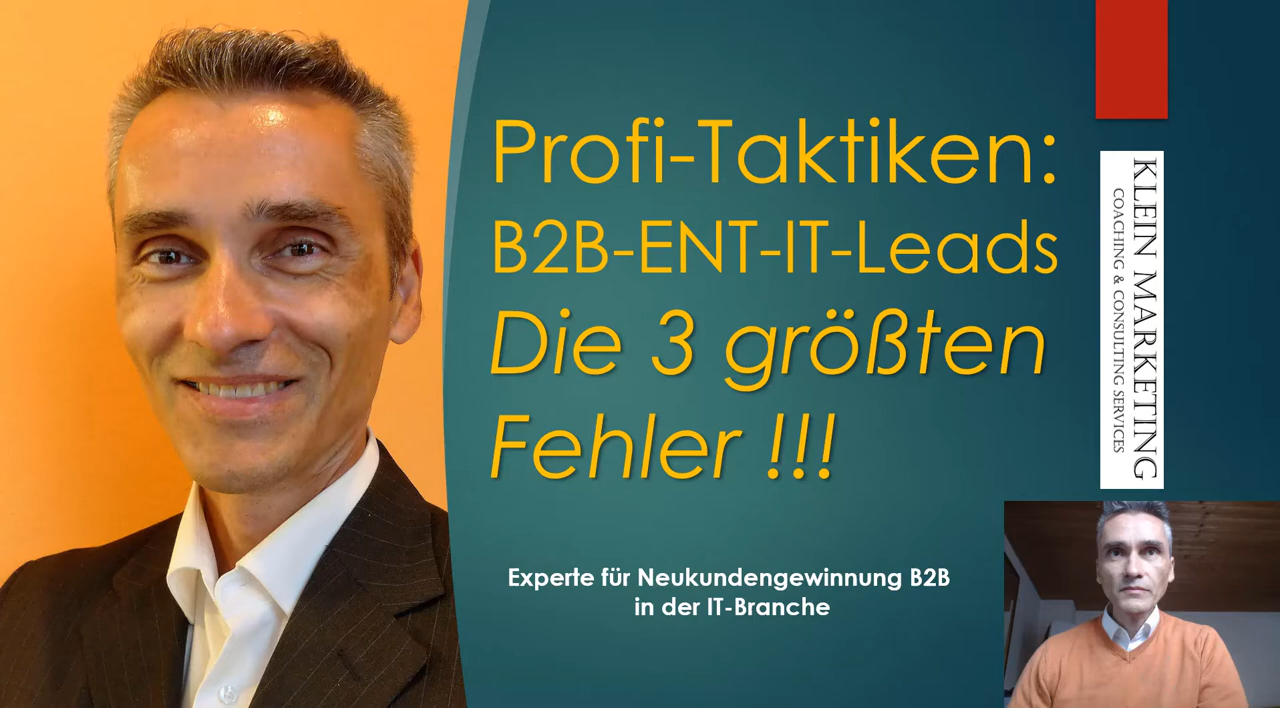 Profi-Taktiken:
B2B-ENT-IT-Leads
Die 3 größten
Fehler !!!
KLEIN MARKETING
COACHING & CONSULTING SERVICES
Experte für Neukundengewinnung B2B
in der IT-Branche